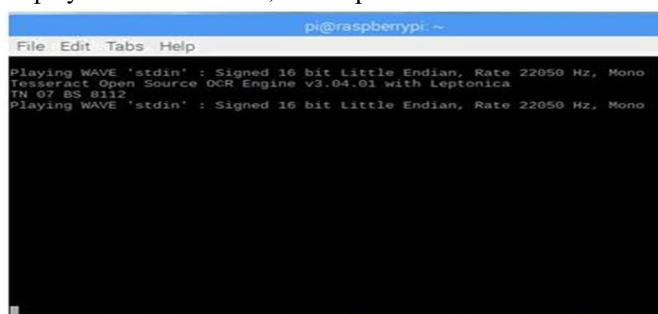 pi@raspberrypi: ~
File Edit Tabs Help
Playing WAVE 'stdin' : Signed 16 bit Little Endian, Rate 22050 Hz, Mono
Tesseract Open Source OCR Engine v3.04.01 with Leptonica
TN 07 BS 8112
Playing WAVE 'stdin' : Signed 16 bit Little Endian, Rate 22050 Hz, Mono